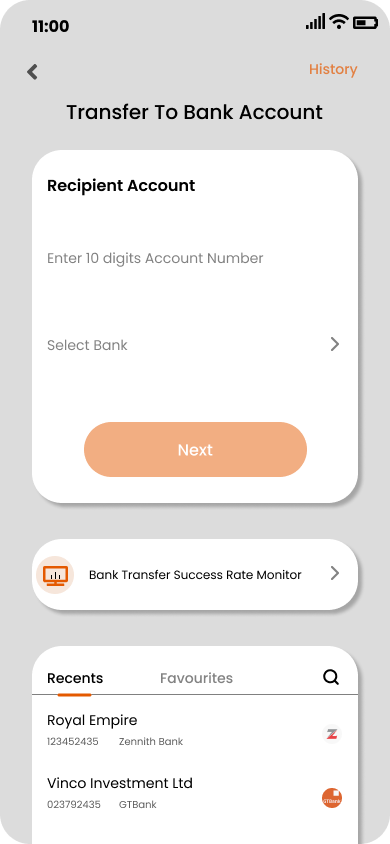 11:00
History
Transfer To Bank Account
Recipient Account
Enter 10 digits Account Number
Select Bank
Next
Bank Transfer Success Rate Monitor
Recents Favourites
Royal Empire
123452435 Zennith Bank
Vinco Investment Ltd
023792435 GTBank
GTBank